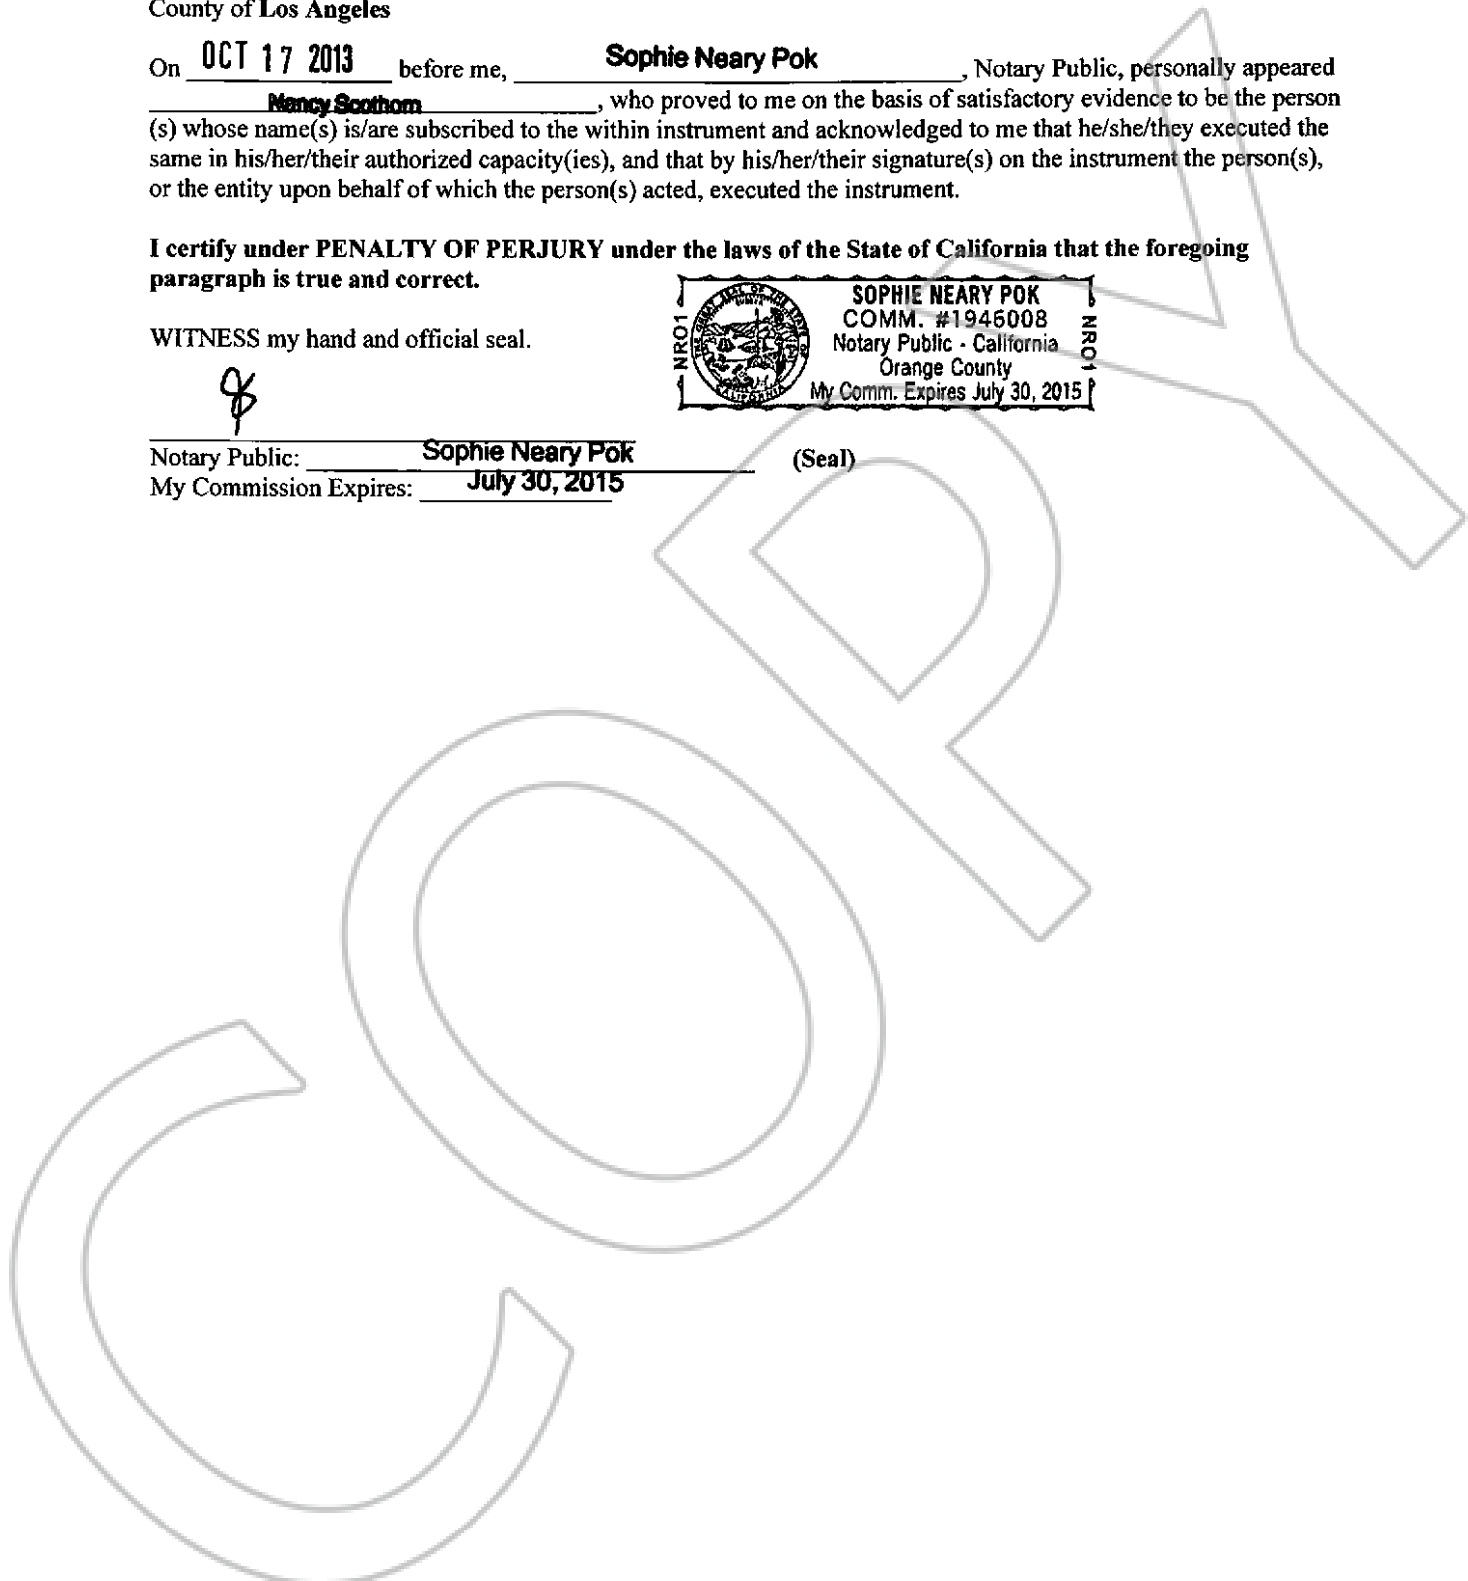 County of Los Angeles
On OCT 17 2013 before me, Sophie Neary Pok, Notary Public, personally appeared
Nancy Scothorn, who proved to me on the basis of satisfactory evidence to be the person
(s) whose name(s) is/are subscribed to the within instrument and acknowledged to me that he/she/they executed the
same in his/her/their authorized capacity(ies), and that by his/her/their signature(s) on the instrument the person(s),
or the entity upon behalf of which the person(s) acted, executed the instrument.
I certify under PENALTY OF PERJURY under the laws of the State of California that the foregoing
paragraph is true and correct.
WITNESS my hand and official seal.
SOPHIE NEARY POK
COMM. #1946008
Notary Public - California
Orange County
My Comm. Expires July 30, 2015
NRO1
NRO1
Notary Public: Sophie Neary Pok (Seal)
My Commission Expires: July 30, 2015
COPY